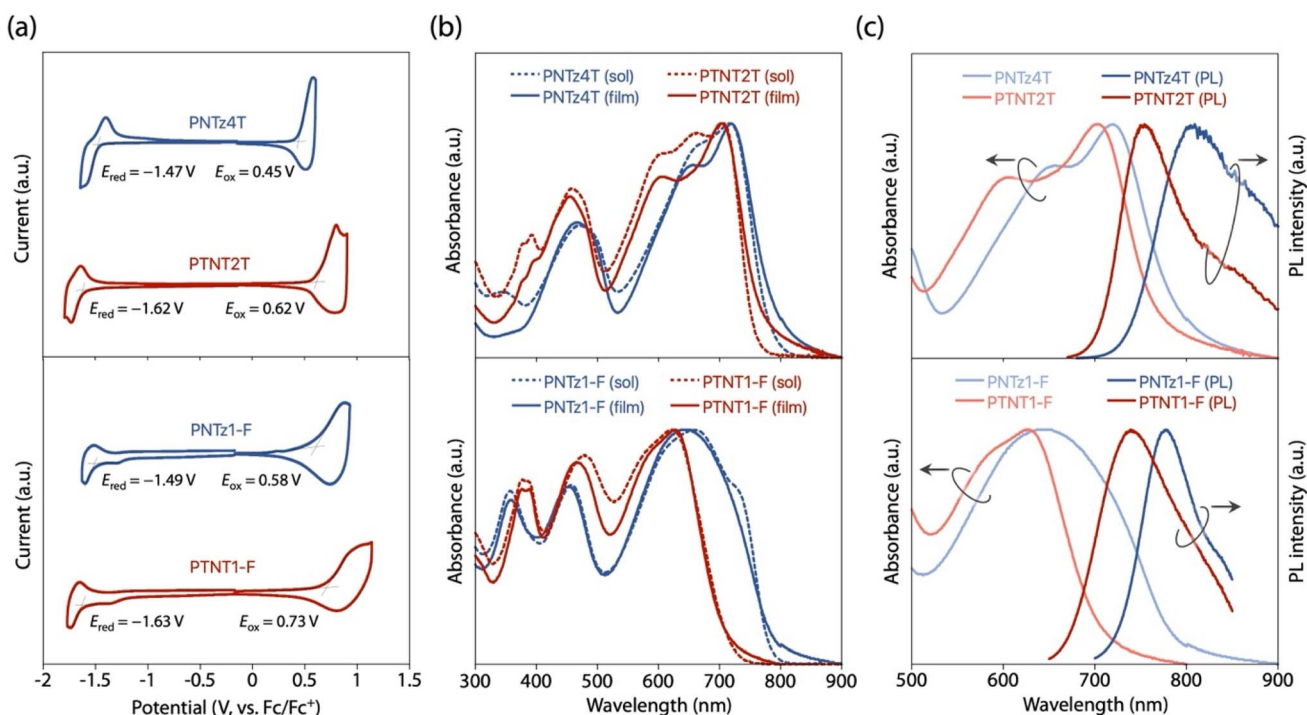 (a)
Current (a.u.)
PNTz4T
Ered = −1.47 V Eox = 0.45 V
PTNT2T
Ered = −1.62 V Eox = 0.62 V
Current (a.u.)
PNTz1-F
Ered = −1.49 V Eox = 0.58 V
PTNT1-F
Ered = −1.63 V Eox = 0.73 V
-2 -1.5 -1 -0.5 0 0.5 1 1.5
Potential (V, vs. Fc/Fc+)
(b)
Absorbance (a.u.)
PNTz4T (sol) PTNT2T (sol)
PNTz4T (film) PTNT2T (film)
Absorbance (a.u.)
PNTz1-F (sol) PTNT1-F (sol)
PNTz1-F (film) PTNT1-F (film)
300 400 500 600 700 800 900
Wavelength (nm)
(c)
Absorbance (a.u.)
PNTz4T PNTz4T (PL)
PTNT2T PTNT2T (PL)
PL intensity (a.u.)
Absorbance (a.u.)
PNTz1-F PNTz1-F (PL)
PTNT1-F PTNT1-F (PL)
PL intensity (a.u.)
500 600 700 800 900
Wavelength (nm)